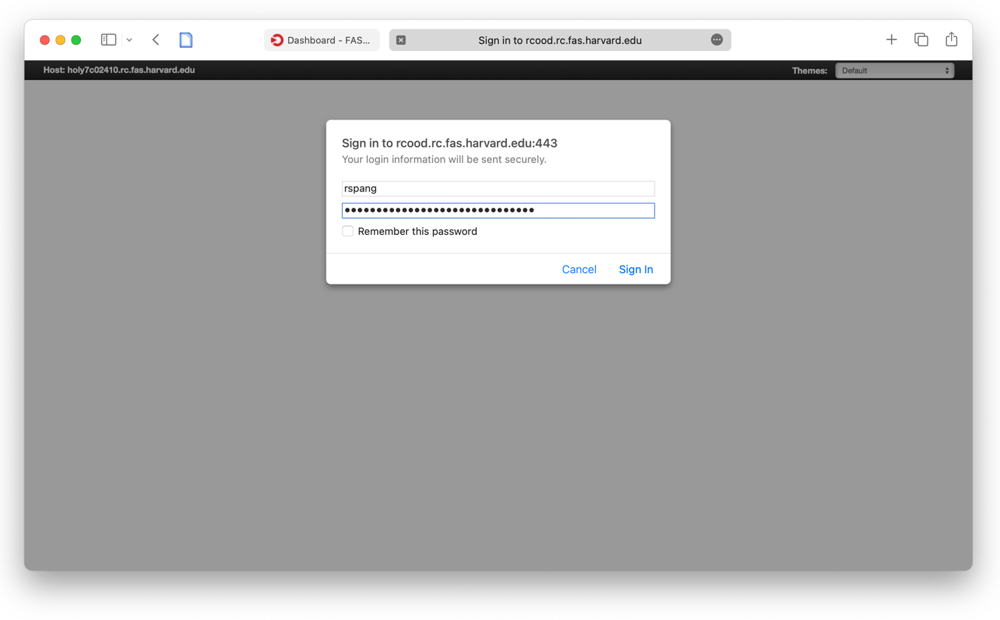 Dashboard - FAS...
Sign in to rcood.rc.fas.harvard.edu
Host: holy7c02410.rc.fas.harvard.edu
Themes:
Default
Sign in to rcood.rc.fas.harvard.edu:443
Your login information will be sent securely.
rspang
••••••••••••••••••••••••••••••
Remember this password
Cancel
Sign In